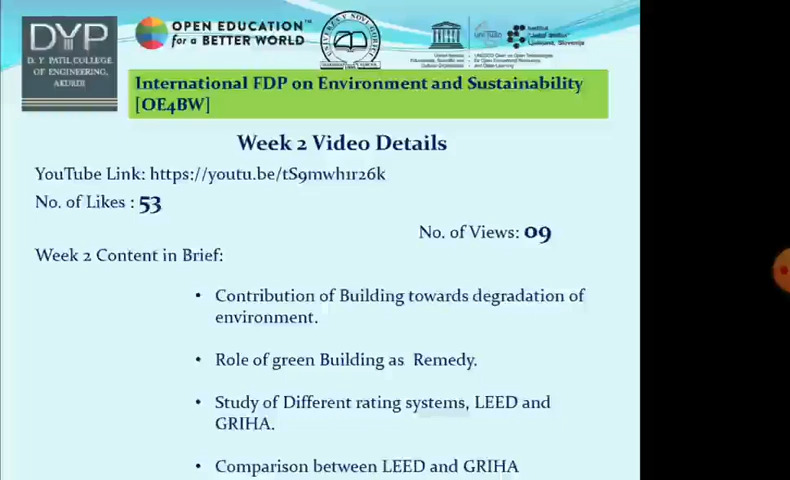 DYP
D. Y. PATIL COLLEGE
OF ENGINEERING,
AKURDI
OPEN EDUCATION™
for a BETTER WORLD
International FDP on Environment and Sustainability
[OE4BW]
Week 2 Video Details
YouTube Link: https://youtu.be/tS9mwh1r26k
No. of Likes : 53
No. of Views: 09
Week 2 Content in Brief:
• Contribution of Building towards degradation of
environment.
• Role of green Building as Remedy.
• Study of Different rating systems, LEED and
GRIHA.
• Comparison between LEED and GRIHA